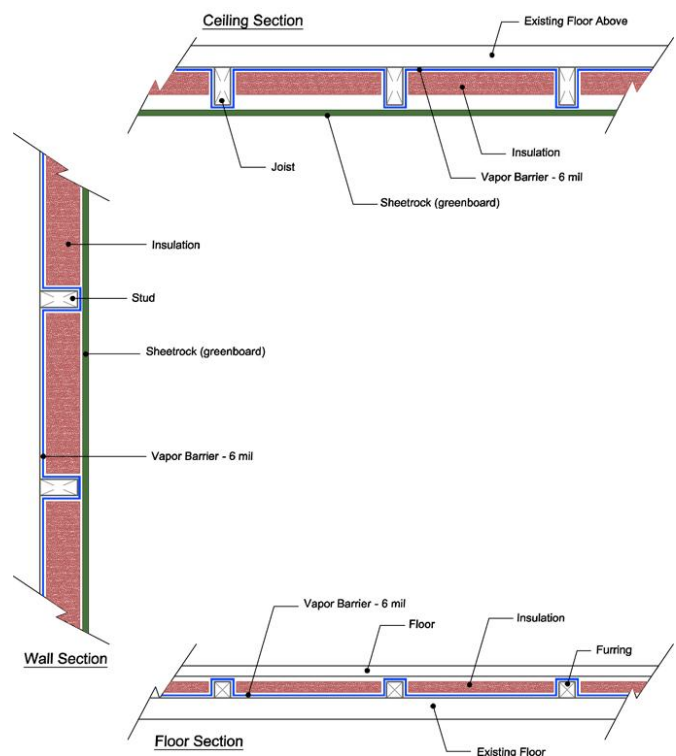 Ceiling Section
Existing Floor Above
Joist
Insulation
Vapor Barrier - 6 mil
Sheetrock (greenboard)
Insulation
Stud
Sheetrock (greenboard)
Vapor Barrier - 6 mil
Wall Section
Vapor Barrier - 6 mil
Insulation
Floor
Furring
Existing Floor
Floor Section